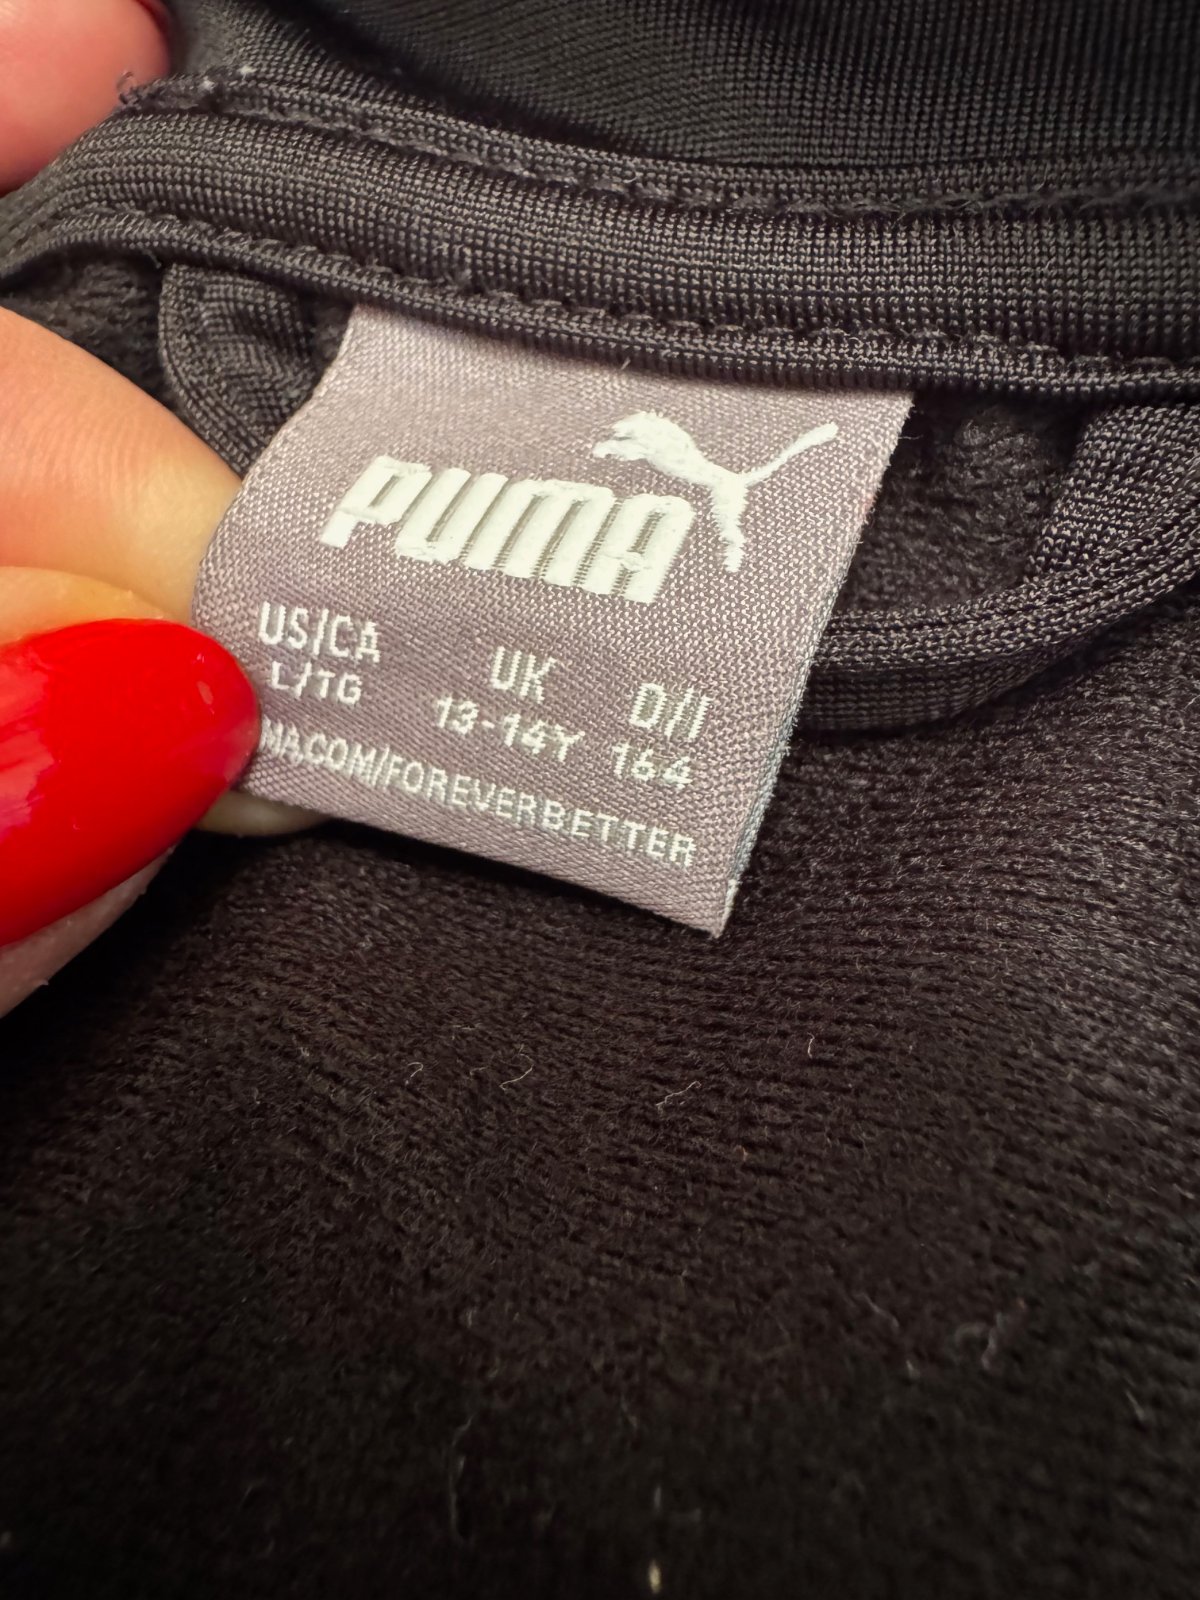 PUMA
US/CA UK D/I
L/TG 13-14Y 164
MA.COM/FOREVERBETTER